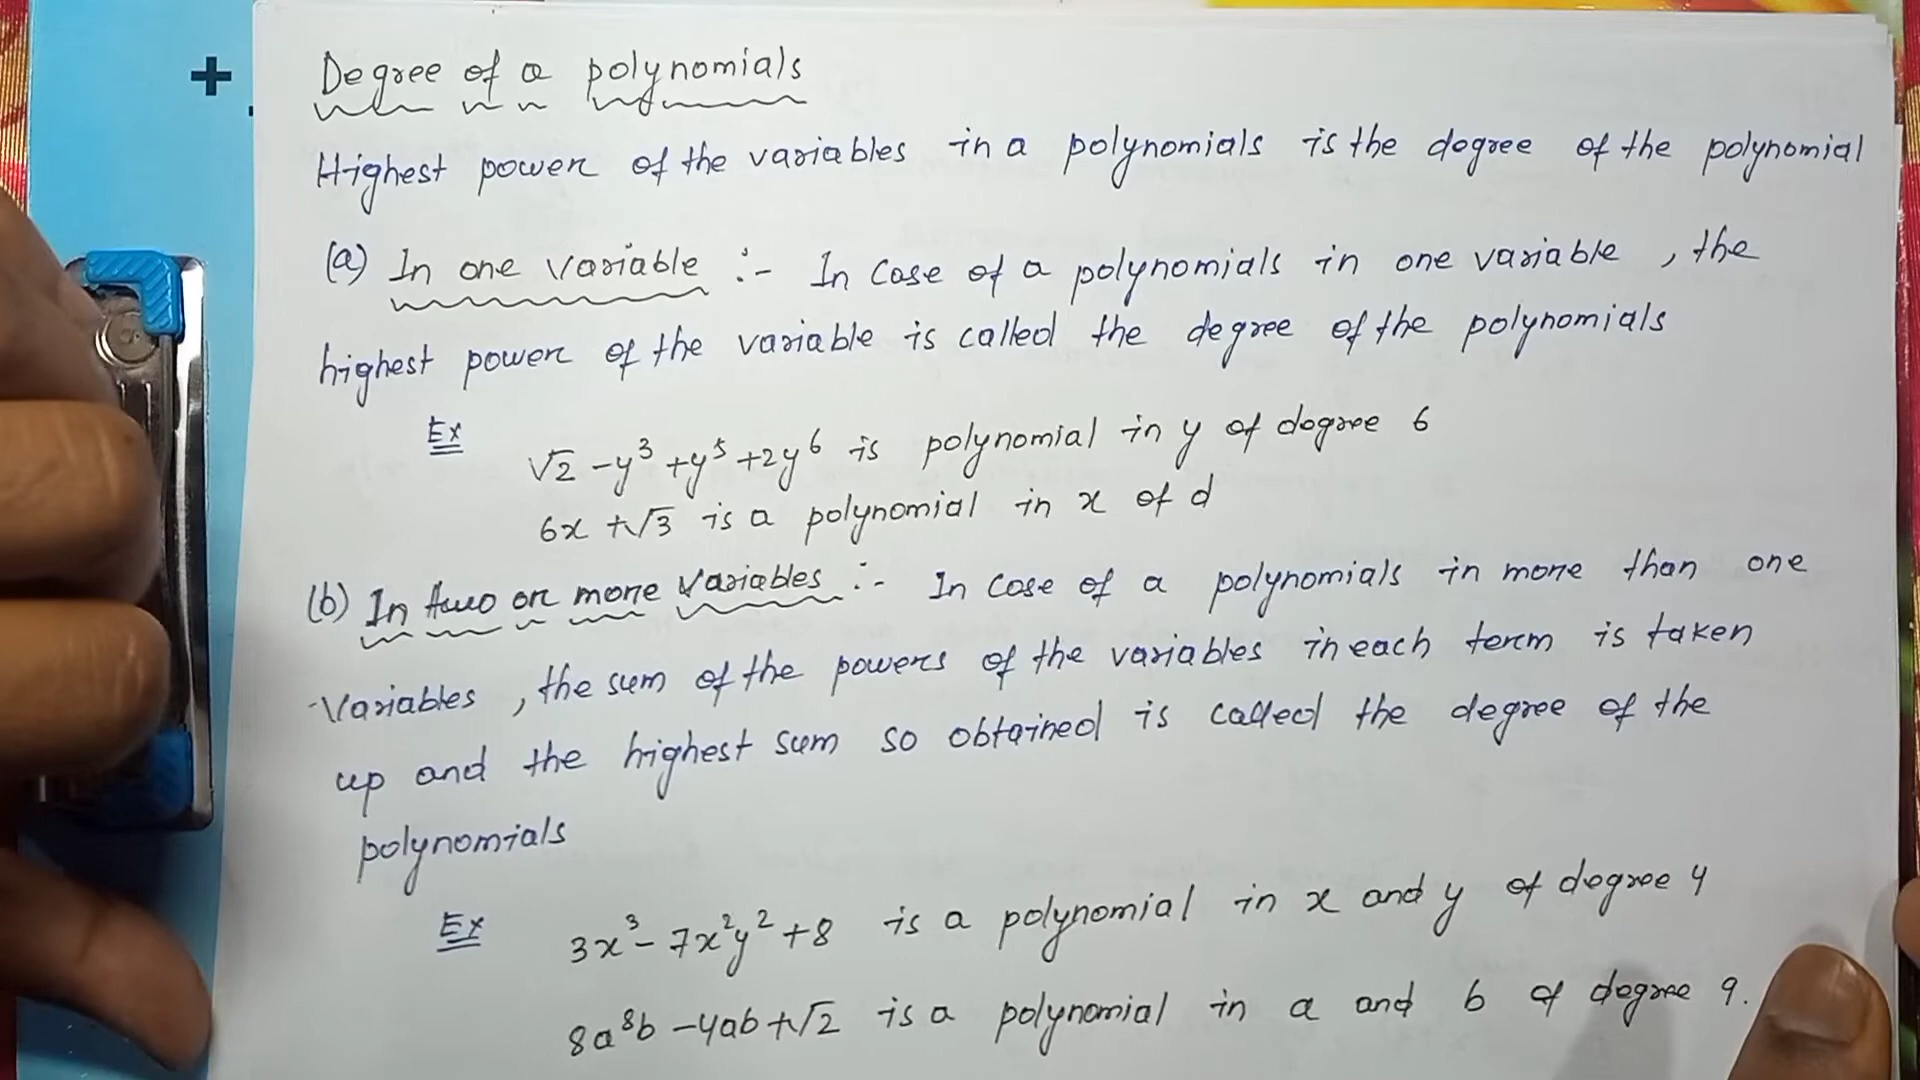 +
Degree of a polynomials
Highest power of the variables in a polynomials is the degree of the polynomial
(a) In one variable :- In case of a polynomials in one variable , the
highest power of the variable is called the degree of the polynomials
Ex
√2 - y³ + y⁵ + 2y⁶ is polynomial in y of degree 6
6x + √3 is a polynomial in x of d
(b) In two or more variables :- In case of a polynomials in more than one
variables , the sum of the powers of the variables in each term is taken
up and the highest sum so obtained is called the degree of the
polynomials
Ex
3x³ - 7x²y² + 8 is a polynomial in x and y of degree 4
8a⁸b - 4ab + √2 is a polynomial in a and b of degree 9.